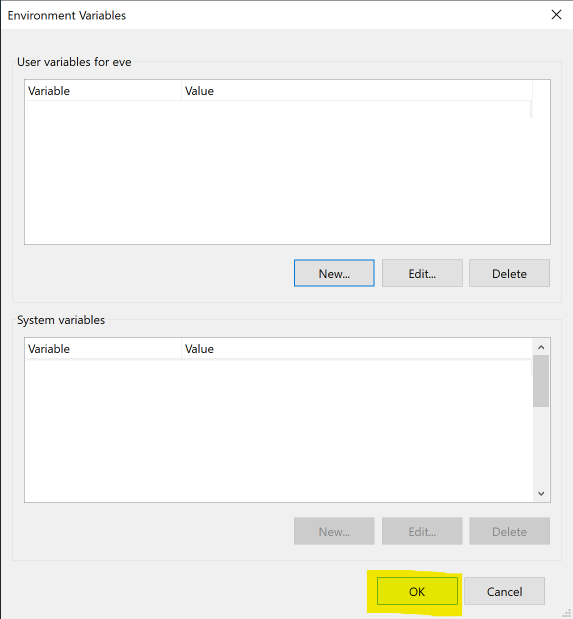 Environment Variables
User variables for eve
Variable Value
New... Edit... Delete
System variables
Variable Value
New... Edit... Delete
OK Cancel